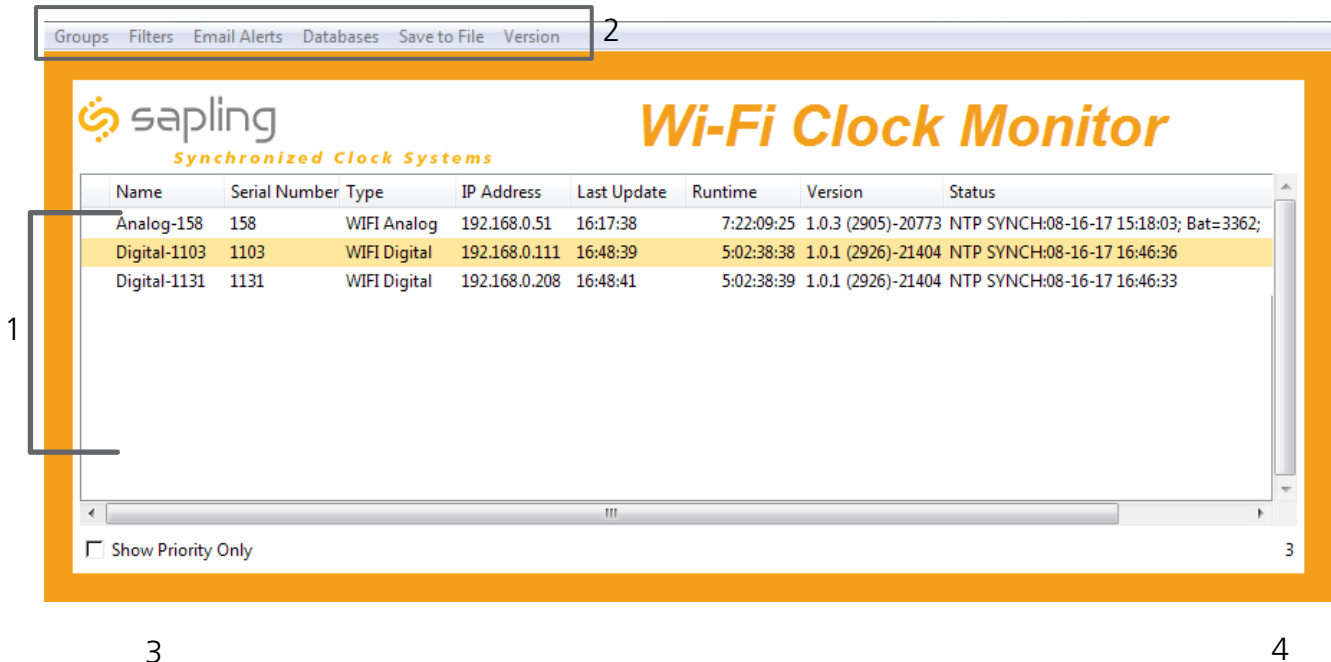 Groups Filters Email Alerts Databases Save to File Version 2
sapling Wi-Fi Clock Monitor
Synchronized Clock Systems
Name Serial Number Type IP Address Last Update Runtime Version Status
Analog-158 158 WIFI Analog 192.168.0.51 16:17:38 7:22:09:25 1.0.3 (2905)-20773 NTP SYNCH:08-16-17 15:18:03; Bat=3362;
Digital-1103 1103 WIFI Digital 192.168.0.111 16:48:39 5:02:38:38 1.0.1 (2926)-21404 NTP SYNCH:08-16-17 16:46:36
Digital-1131 1131 WIFI Digital 192.168.0.208 16:48:41 5:02:38:39 1.0.1 (2926)-21404 NTP SYNCH:08-16-17 16:46:33
1
Show Priority Only 3
3 4